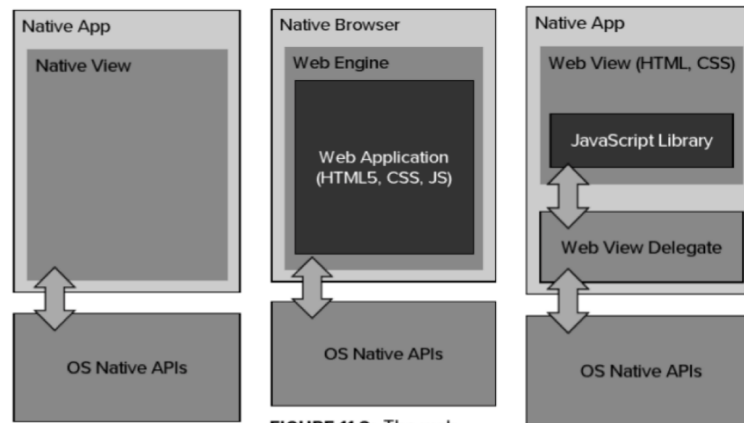 Native App
Native View
OS Native APIs
Native Browser
Web Engine
Web Application
(HTML5, CSS, JS)
OS Native APIs
Native App
Web View (HTML, CSS)
JavaScript Library
Web View Delegate
OS Native APIs